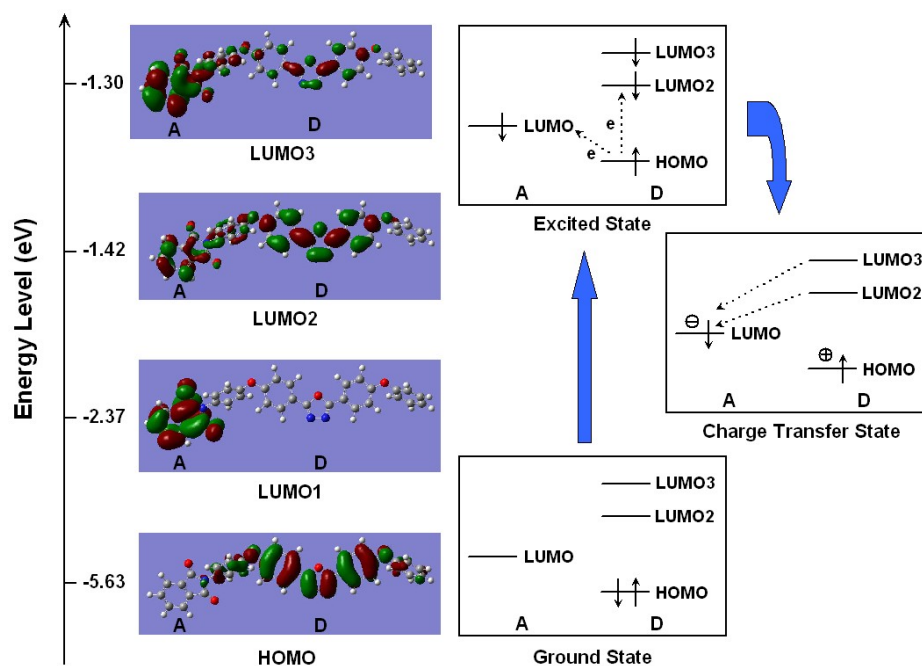 Energy Level (eV)
-1.30
-1.42
-2.37
-5.63
A D
LUMO3
A D
LUMO2
A D
LUMO1
A D
HOMO
LUMO3
LUMO2
LUMO
e
e
HOMO
A D
Excited State
LUMO3
LUMO2
⊖
LUMO
⊕
HOMO
A D
Charge Transfer State
LUMO3
LUMO2
LUMO
HOMO
A D
Ground State